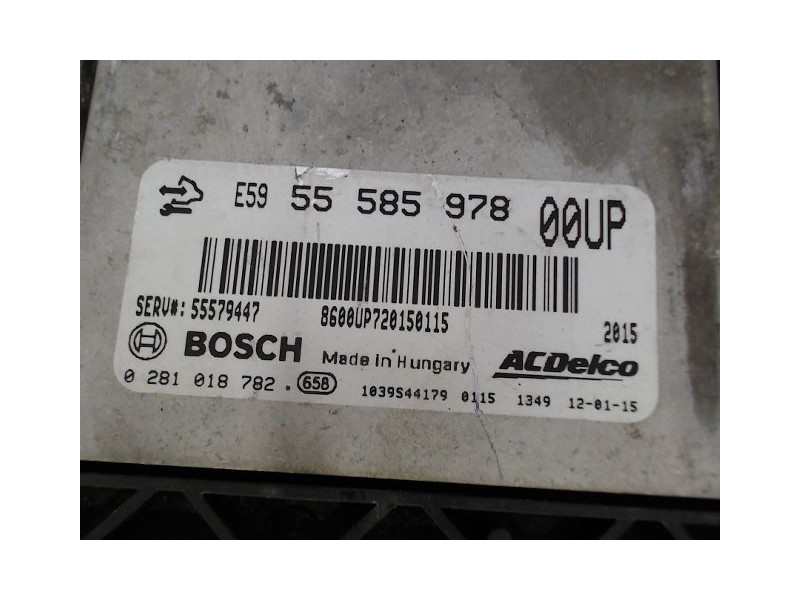 E59 55 585 978 00UP
SERV#: 55579447 8600UP720150115 2015
BOSCH Made in Hungary ACDelco
0 281 018 782 . 658 1039S44179 0115 1349 12-01-15